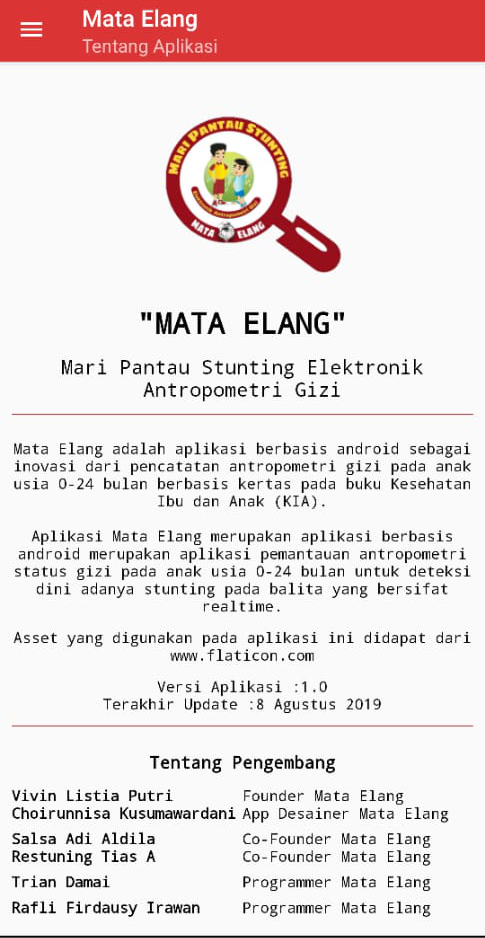 Mata Elang
Tentang Aplikasi
MARI PANTAU STUNTING
Elektronik Antropometri Gizi
MATA ELANG
"MATA ELANG"
Mari Pantau Stunting Elektronik
Antropometri Gizi
Mata Elang adalah aplikasi berbasis android sebagai
inovasi dari pencatatan antropometri gizi pada anak
usia 0-24 bulan berbasis kertas pada buku Kesehatan
Ibu dan Anak (KIA).
Aplikasi Mata Elang merupakan aplikasi berbasis
android merupakan aplikasi pemantauan antropometri
status gizi pada anak usia 0-24 bulan untuk deteksi
dini adanya stunting pada balita yang bersifat
realtime.
Asset yang digunakan pada aplikasi ini didapat dari
www.flaticon.com
Versi Aplikasi :1.0
Terakhir Update :8 Agustus 2019
Tentang Pengembang
Vivin Listia Putri Founder Mata Elang
Choirunnisa Kusumawardani App Desainer Mata Elang
Salsa Adi Aldila Co-Founder Mata Elang
Restuning Tias A Co-Founder Mata Elang
Trian Damai Programmer Mata Elang
Rafli Firdausy Irawan Programmer Mata Elang